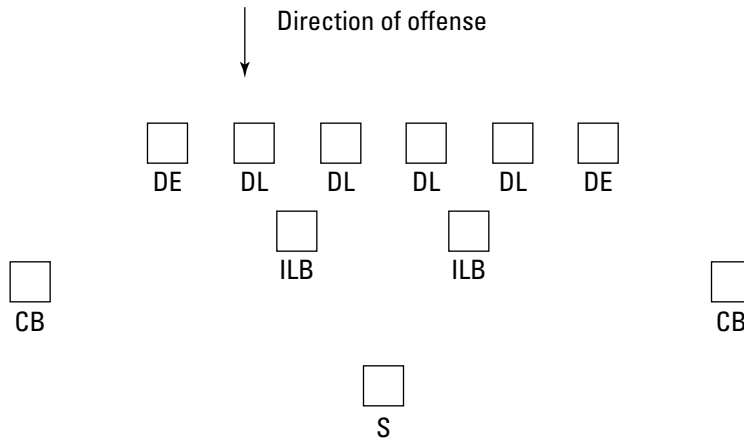 Direction of offense
DE DL DL DL DL DE
ILB ILB
CB CB
S